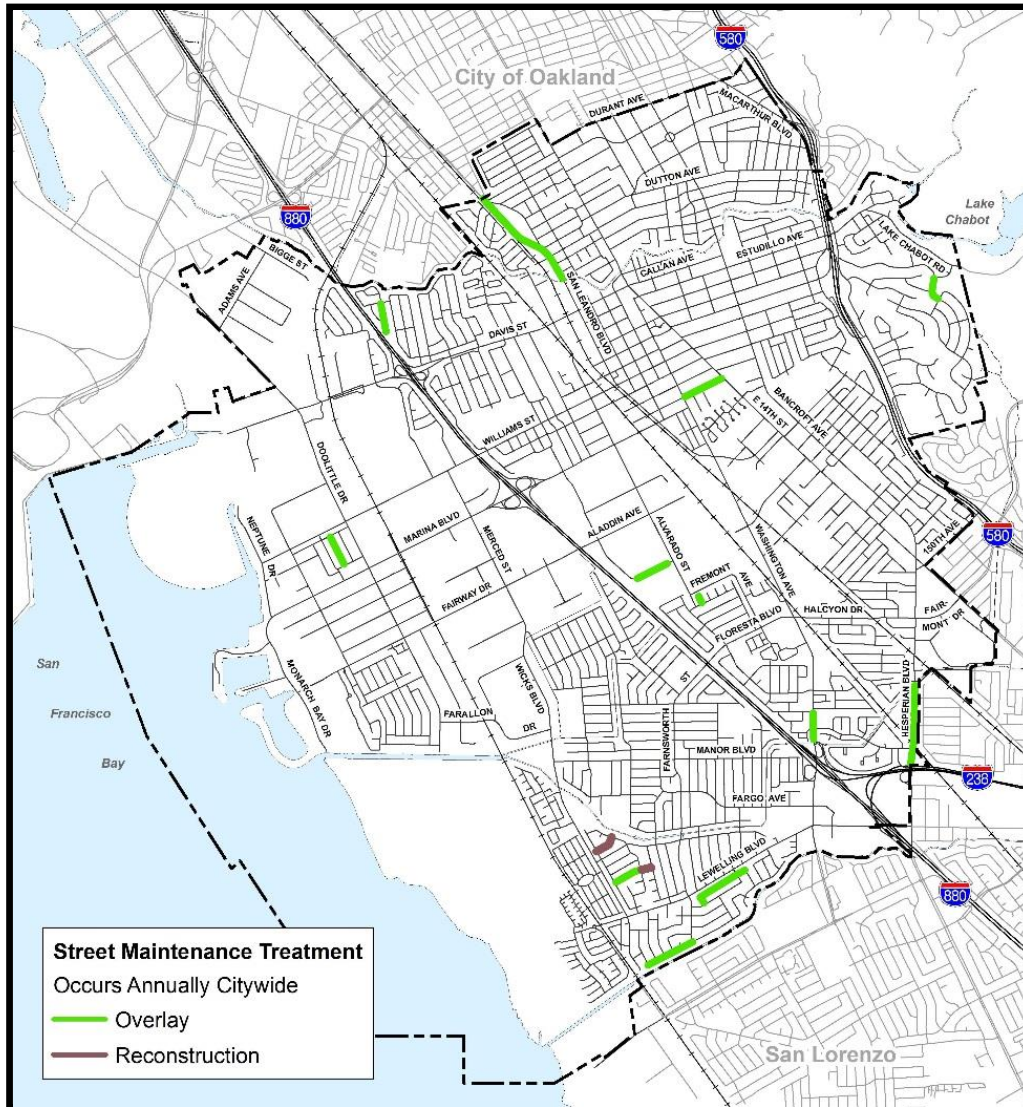 580
City of Oakland
DURANT AVE
MACARTHUR BLVD
DUTTON AVE
880
Lake
Chabot
LAKE CHABOT RD
BIGGE ST
ADAMS AVE
ESTUDILLO AVE
CALLAN AVE
SAN LEANDRO BLVD
DAVIS ST
BANCROFT AVE
E 14TH ST
WILLIAMS ST
DOOLITTLE DR
NEPTUNE DR
MARINA BLVD
MERCED ST
ALADDIN AVE
ALVARADO ST
WASHINGTON AVE
150TH AVE
580
FAIRWAY DR
FREMONT
AVE
FLORESTA BLVD
HALCYON DR
FAIR-
MONT DR
San
Francisco
Bay
MONARCH BAY DR
WICKS BLVD
ST
FARALLON
DR
FARNSWORTH
MANOR BLVD
HESPERIAN BLVD
238
FARGO AVE
LEWELLING BLVD
880
Street Maintenance Treatment
Occurs Annually Citywide
Overlay
Reconstruction
San Lorenzo